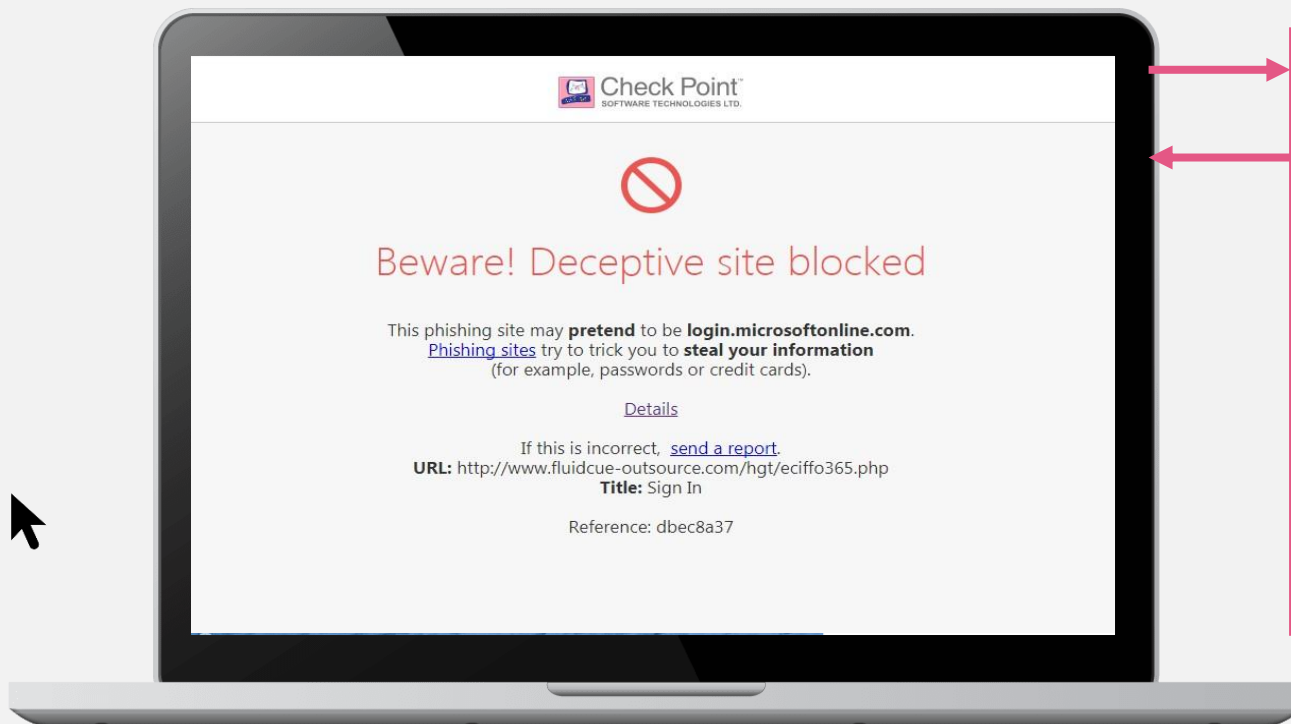 Check Point™
SOFTWARE TECHNOLOGIES LTD.
Beware! Deceptive site blocked
This phishing site may pretend to be login.microsoftonline.com.
Phishing sites try to trick you to steal your information
(for example, passwords or credit cards).
Details
If this is incorrect, send a report.
URL: http://www.fluidcue-outsource.com/hgt/eciffo365.php
Title: Sign In
Reference: dbec8a37